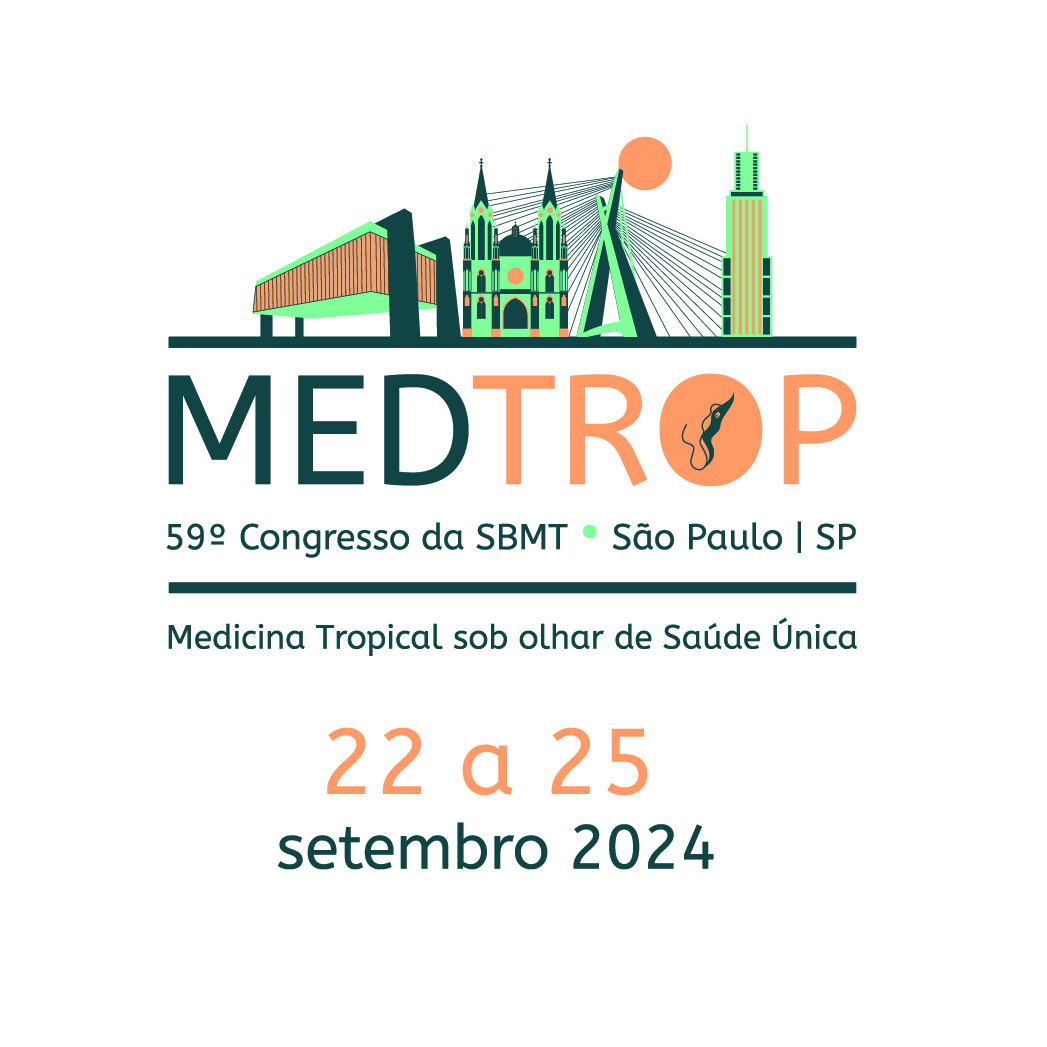 MEDTROP
59º Congresso da SBMT • São Paulo | SP
Medicina Tropical sob olhar de Saúde Única
22 a 25
setembro 2024